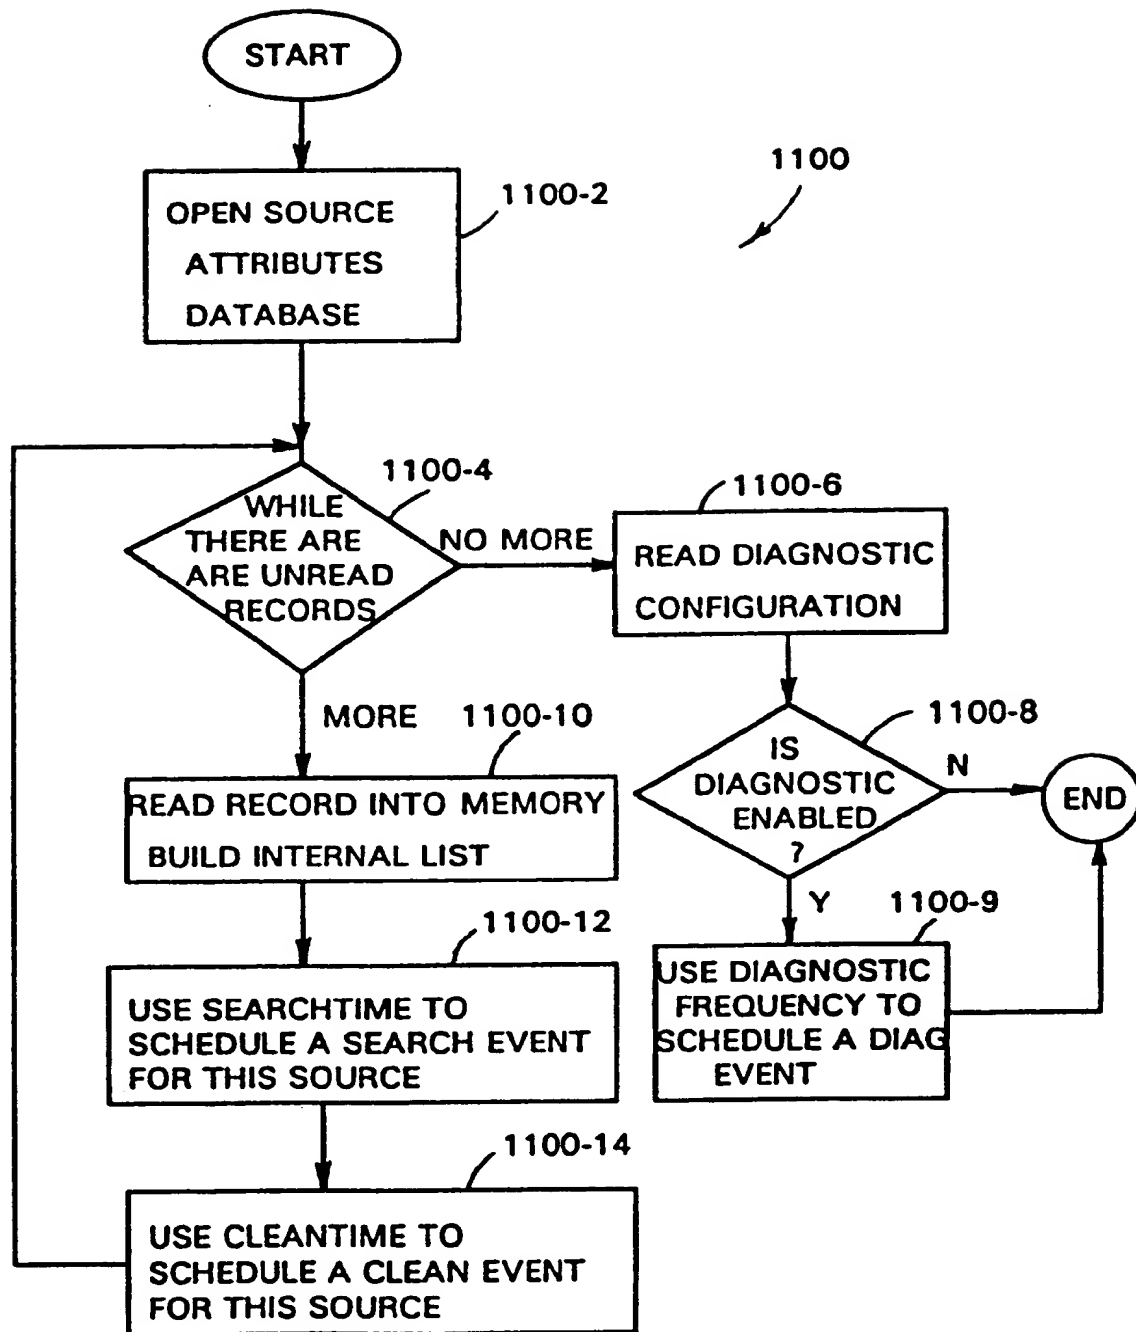 START
1100
1100-2
OPEN SOURCE
ATTRIBUTES
DATABASE
1100-4
WHILE
THERE ARE
ARE UNREAD
RECORDS
NO MORE
1100-6
READ DIAGNOSTIC
CONFIGURATION
MORE
1100-10
READ RECORD INTO MEMORY
BUILD INTERNAL LIST
1100-8
IS
DIAGNOSTIC
ENABLED
?
N
END
Y
1100-9
USE DIAGNOSTIC
FREQUENCY TO
SCHEDULE A DIAG
EVENT
1100-12
USE SEARCHTIME TO
SCHEDULE A SEARCH EVENT
FOR THIS SOURCE
1100-14
USE CLEANTIME TO
SCHEDULE A CLEAN EVENT
FOR THIS SOURCE